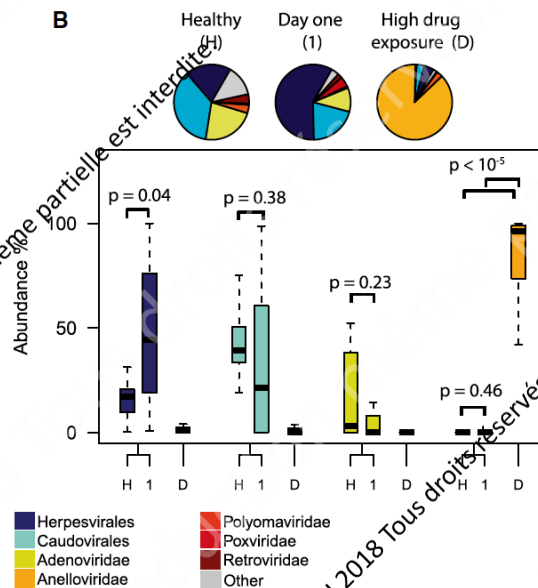 B
Healthy
(H)
Day one
(1)
High drug
exposure (D)
ême partielle est interdite.
p < 10-5
p = 0.04
p = 0.38
p = 0.23
p = 0.46
Abundance %
100
50
0
H 1 D H 1 D H 1 D H 1 D
Herpesvirales
Caudovirales
Adenoviridae
Anelloviridae
Polyomaviridae
Poxviridae
Retroviridae
Other
2018 Tous droits réservés